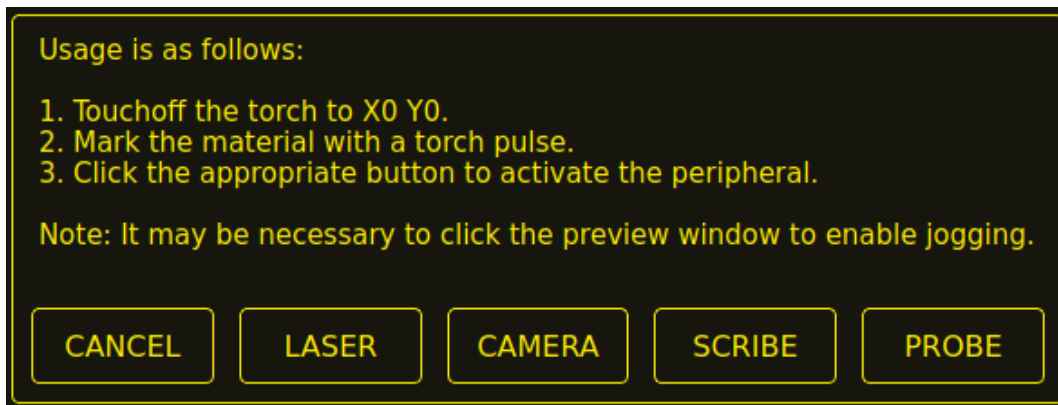 Usage is as follows:
1. Touchoff the torch to X0 Y0.
2. Mark the material with a torch pulse.
3. Click the appropriate button to activate the peripheral.
Note: It may be necessary to click the preview window to enable jogging.
CANCEL LASER CAMERA SCRIBE PROBE